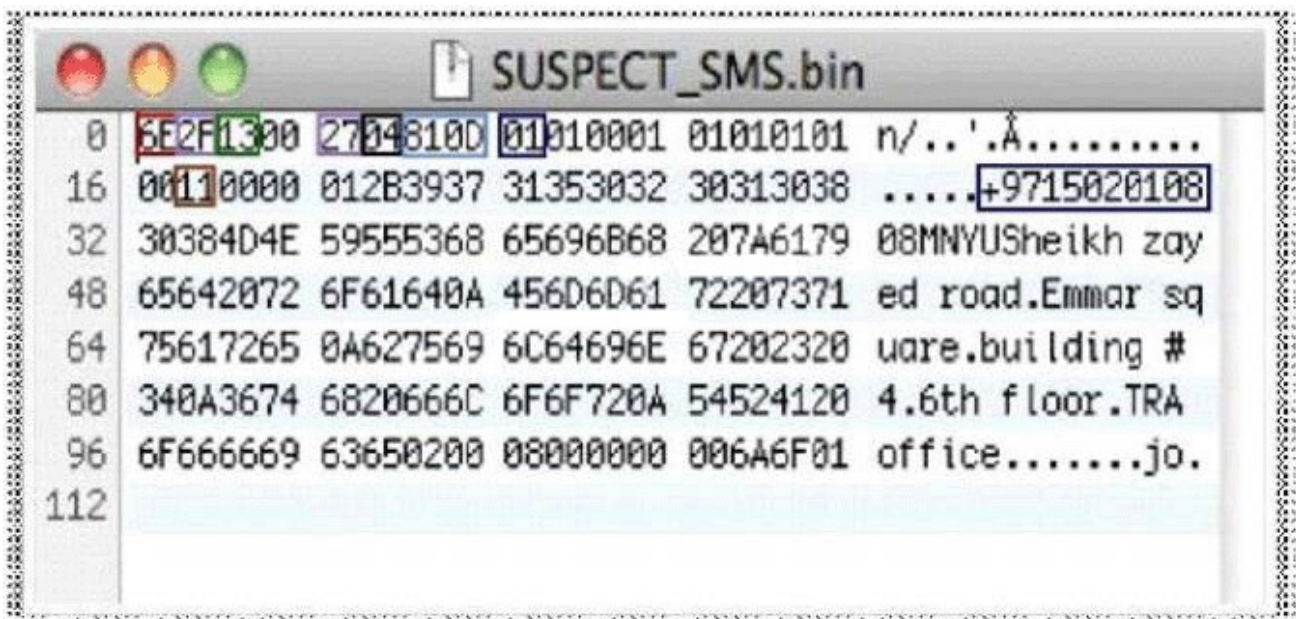 SUSPECT_SMS.bin
0 6E2F1300 2704810D 01010001 01010101 n/..'.Å.........
16 00110000 012B3937 31353032 30313038 .....+9715020108
32 30384D4E 59555368 65696B68 207A6179 08MNYUSheikh zay
48 65642072 6F61640A 456D6D61 72207371 ed road.Emmar sq
64 75617265 0A627569 6C64696E 67202320 uare.building #
80 340A3674 6820666C 6F6F720A 54524120 4.6th floor.TRA
96 6F666669 63650200 08000000 006A6F01 office.......jo.
112